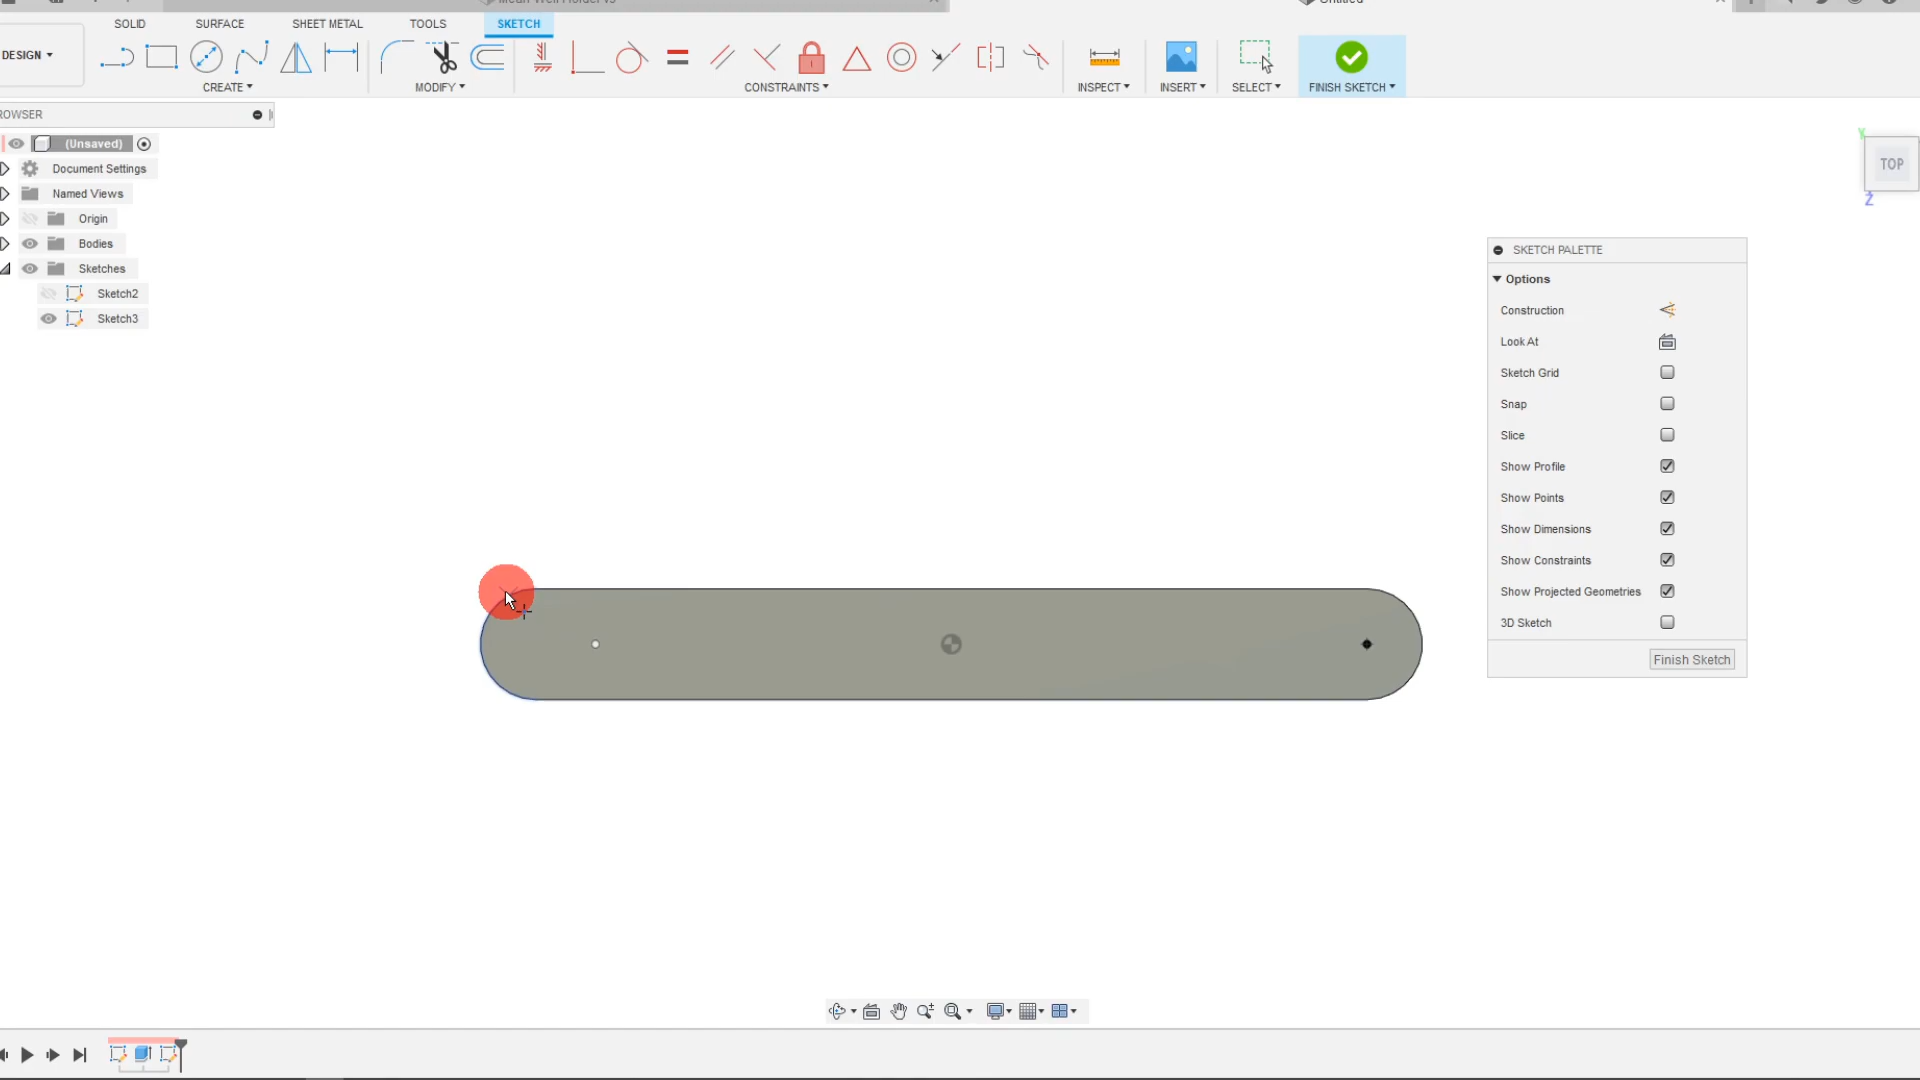 SOLID
SURFACE
SHEET METAL
TOOLS
SKETCH
DESIGN
CREATE
MODIFY
CONSTRAINTS
INSPECT
INSERT
SELECT
FINISH SKETCH
ROWSER
(Unsaved)
Document Settings
Named Views
Origin
Bodies
Sketches
Sketch2
Sketch3
Y
TOP
Z
SKETCH PALETTE
Options
Construction
Look At
Sketch Grid
Snap
Slice
Show Profile
Show Points
Show Dimensions
Show Constraints
Show Projected Geometries
3D Sketch
Finish Sketch